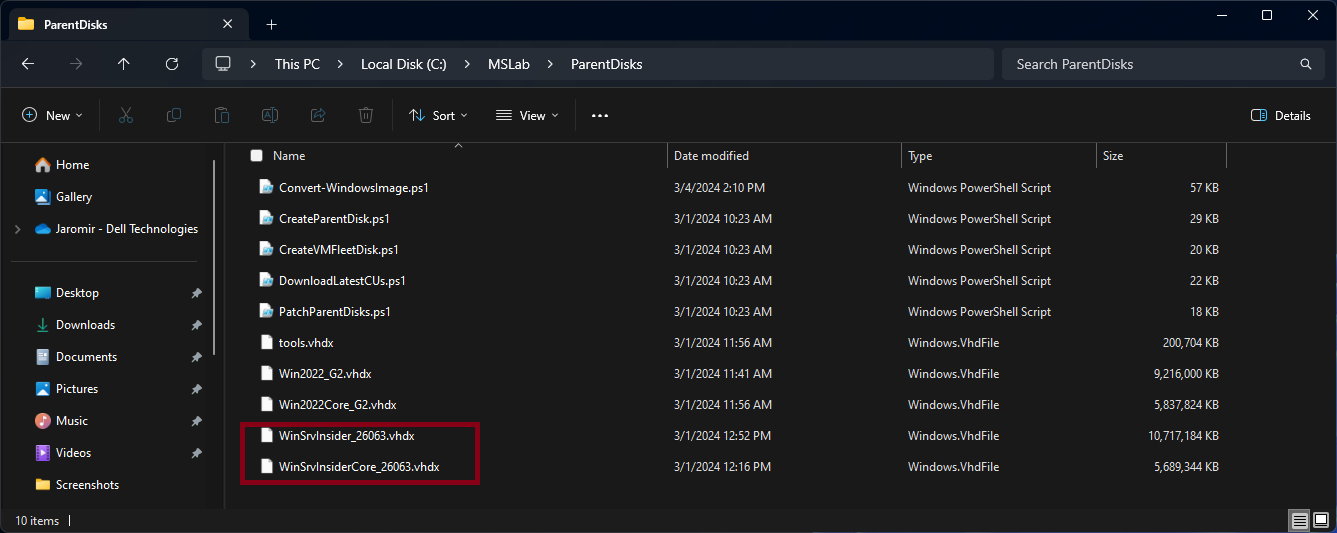 ParentDisks
This PC Local Disk (C:) MSLab ParentDisks
Search ParentDisks
New
Sort
View
Details
Home
Gallery
Jaromir - Dell Technologies
Desktop
Downloads
Documents
Pictures
Music
Videos
Screenshots
Name Date modified Type Size
Convert-WindowsImage.ps1 3/4/2024 2:10 PM Windows PowerShell Script 57 KB
CreateParentDisk.ps1 3/1/2024 10:23 AM Windows PowerShell Script 29 KB
CreateVMFleetDisk.ps1 3/1/2024 10:23 AM Windows PowerShell Script 20 KB
DownloadLatestCUs.ps1 3/1/2024 10:23 AM Windows PowerShell Script 22 KB
PatchParentDisks.ps1 3/1/2024 10:23 AM Windows PowerShell Script 18 KB
tools.vhdx 3/1/2024 11:56 AM Windows.VhdFile 200,704 KB
Win2022_G2.vhdx 3/1/2024 11:41 AM Windows.VhdFile 9,216,000 KB
Win2022Core_G2.vhdx 3/1/2024 11:56 AM Windows.VhdFile 5,837,824 KB
WinSrvInsider_26063.vhdx 3/1/2024 12:52 PM Windows.VhdFile 10,717,184 KB
WinSrvInsiderCore_26063.vhdx 3/1/2024 12:16 PM Windows.VhdFile 5,689,344 KB
10 items